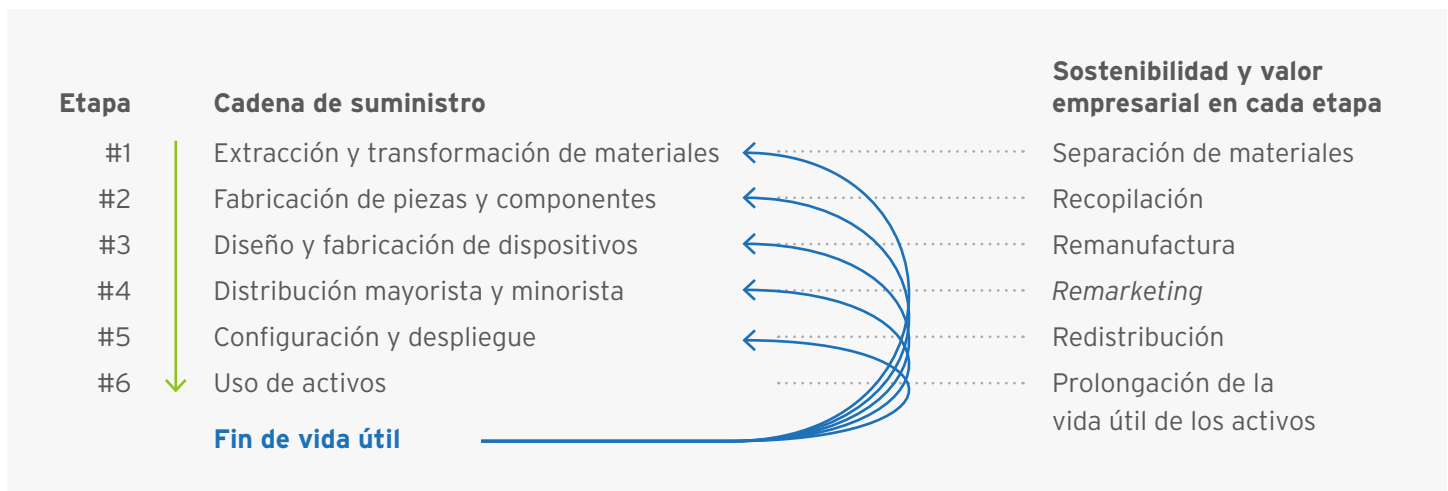 Etapa Cadena de suministro Sostenibilidad y valor
empresarial en cada etapa
#1 Extracción y transformación de materiales Separación de materiales
#2 Fabricación de piezas y componentes Recopilación
#3 Diseño y fabricación de dispositivos Remanufactura
#4 Distribución mayorista y minorista Remarketing
#5 Configuración y despliegue Redistribución
#6 Uso de activos Prolongación de la
vida útil de los activos
Fin de vida útil